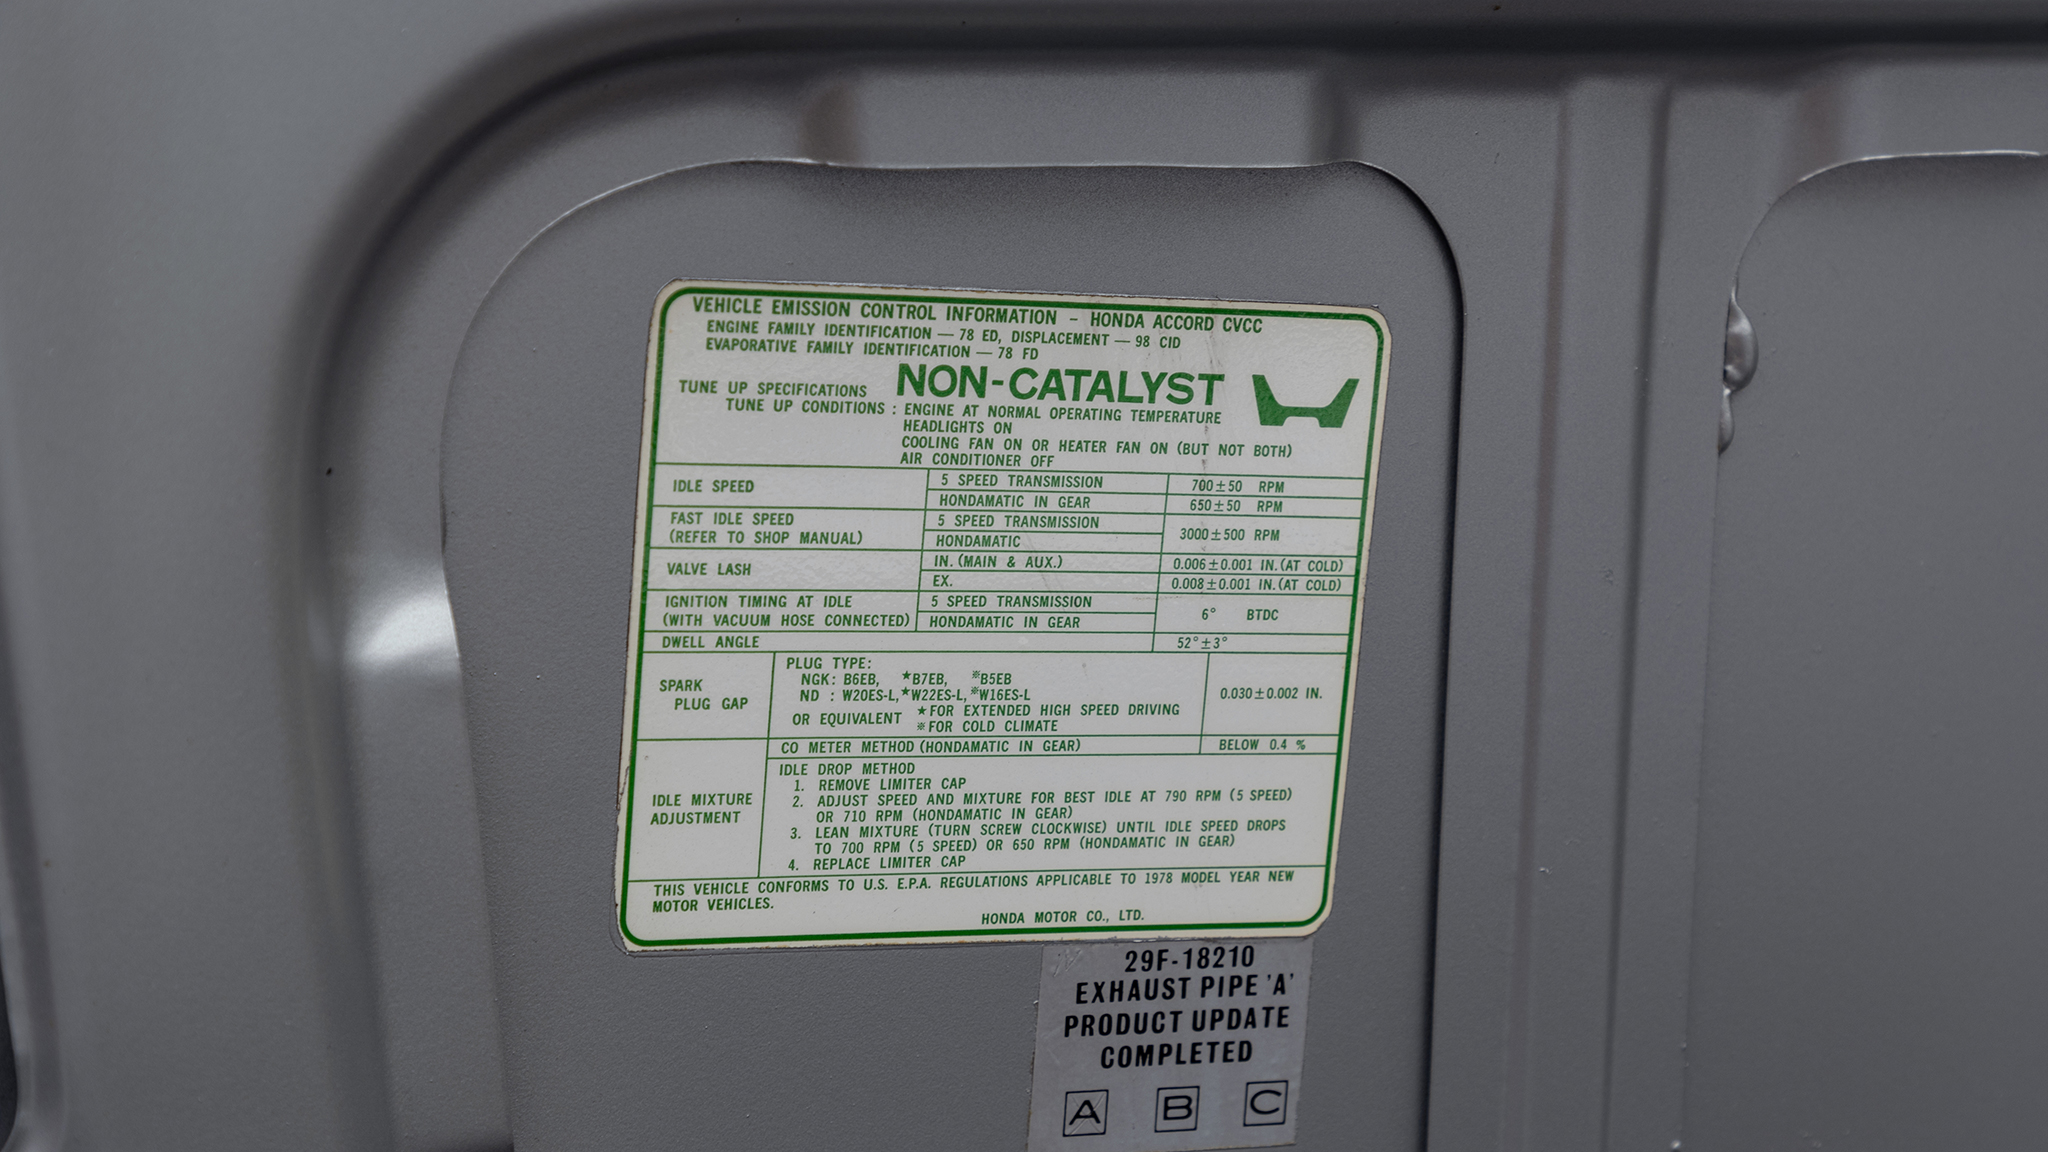 VEHICLE EMISSION CONTROL INFORMATION - HONDA ACCORD CVCC
ENGINE FAMILY IDENTIFICATION — 78 ED, DISPLACEMENT — 98 CID
EVAPORATIVE FAMILY IDENTIFICATION — 78 FD
TUNE UP SPECIFICATIONS NON-CATALYST
TUNE UP CONDITIONS : ENGINE AT NORMAL OPERATING TEMPERATURE
HEADLIGHTS ON
COOLING FAN ON OR HEATER FAN ON (BUT NOT BOTH)
AIR CONDITIONER OFF
IDLE SPEED 5 SPEED TRANSMISSION 700±50 RPM
HONDAMATIC IN GEAR 650±50 RPM
FAST IDLE SPEED 5 SPEED TRANSMISSION 3000±500 RPM
(REFER TO SHOP MANUAL) HONDAMATIC
VALVE LASH IN. (MAIN & AUX.) 0.006±0.001 IN. (AT COLD)
EX. 0.008±0.001 IN. (AT COLD)
IGNITION TIMING AT IDLE 5 SPEED TRANSMISSION 6° BTDC
(WITH VACUUM HOSE CONNECTED) HONDAMATIC IN GEAR
DWELL ANGLE 52°±3°
SPARK PLUG GAP PLUG TYPE:
NGK: B6EB, ★B7EB, ※B5EB
ND : W20ES-L, ★W22ES-L, ※W16ES-L 0.030±0.002 IN.
OR EQUIVALENT ★FOR EXTENDED HIGH SPEED DRIVING
※FOR COLD CLIMATE
CO METER METHOD (HONDAMATIC IN GEAR) BELOW 0.4 %
IDLE MIXTURE ADJUSTMENT IDLE DROP METHOD
1. REMOVE LIMITER CAP
2. ADJUST SPEED AND MIXTURE FOR BEST IDLE AT 790 RPM (5 SPEED)
OR 710 RPM (HONDAMATIC IN GEAR)
3. LEAN MIXTURE (TURN SCREW CLOCKWISE) UNTIL IDLE SPEED DROPS
TO 700 RPM (5 SPEED) OR 650 RPM (HONDAMATIC IN GEAR)
4. REPLACE LIMITER CAP
THIS VEHICLE CONFORMS TO U.S. E.P.A. REGULATIONS APPLICABLE TO 1978 MODEL YEAR NEW
MOTOR VEHICLES.
HONDA MOTOR CO., LTD.
29F-18210
EXHAUST PIPE 'A'
PRODUCT UPDATE
COMPLETED
A B C